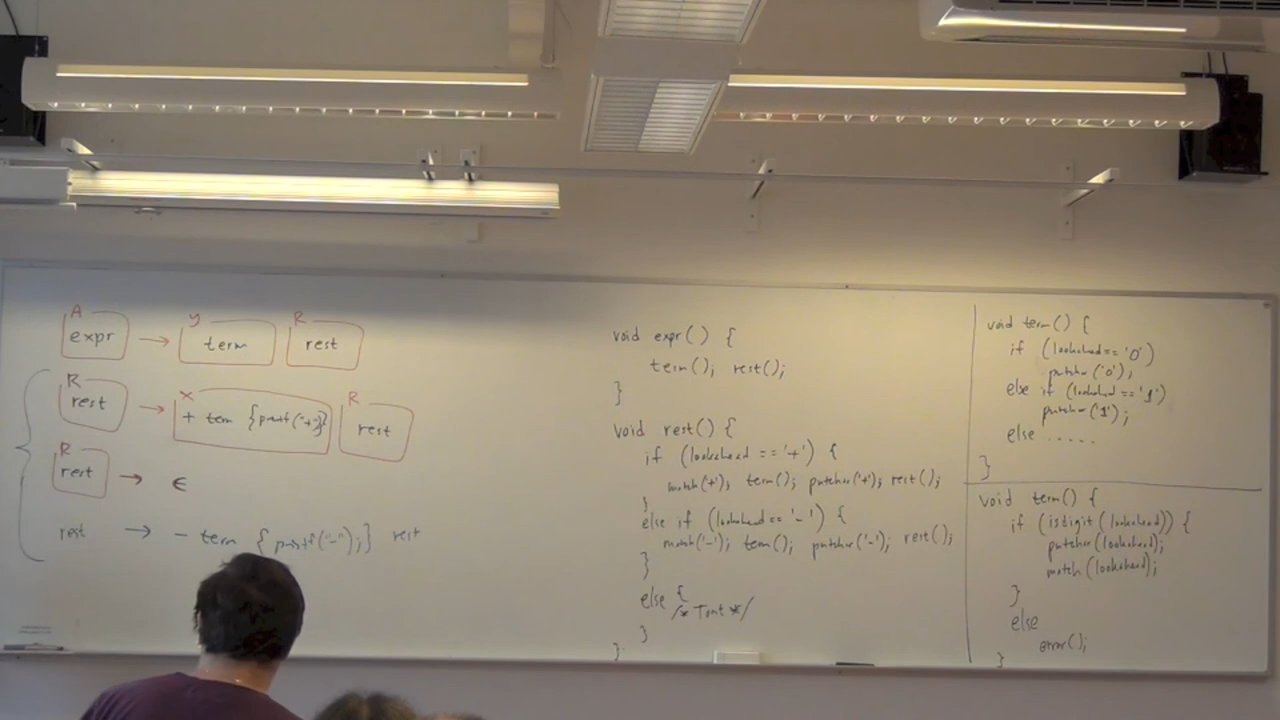 A y R
expr → term rest
R x R
rest → + term {printf("+")} rest
R
rest → ϵ
rest → - term {printf("-");} rest
void expr() {
term(); rest();
}
void rest() {
if (lookahead == '+') {
match('+'); term(); putchar('+'); rest();
}
else if (lookahead == '-') {
match('-'); term(); putchar('-'); rest();
}
else {
/* Tomt */
}
}
void term() {
if (lookahead == '0')
putchar('0');
else if (lookahead == '1')
putchar('1');
else .....
}
void term() {
if (isdigit(lookahead)) {
putchar(lookahead);
match(lookahead);
}
else
error();
}